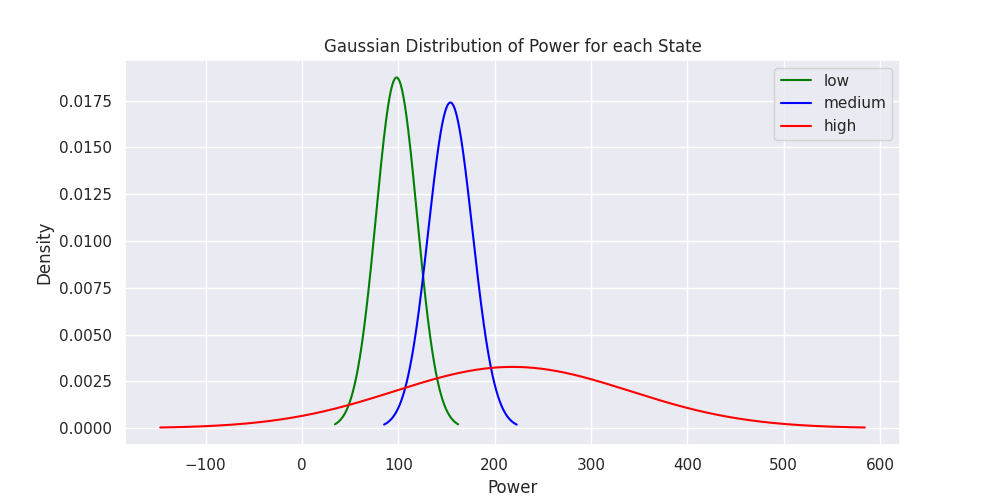 Gaussian Distribution of Power for each State
low
medium
high
0.0175
0.0150
0.0125
0.0100
0.0075
0.0050
0.0025
0.0000
Density
−100
0
100
200
300
400
500
600
Power